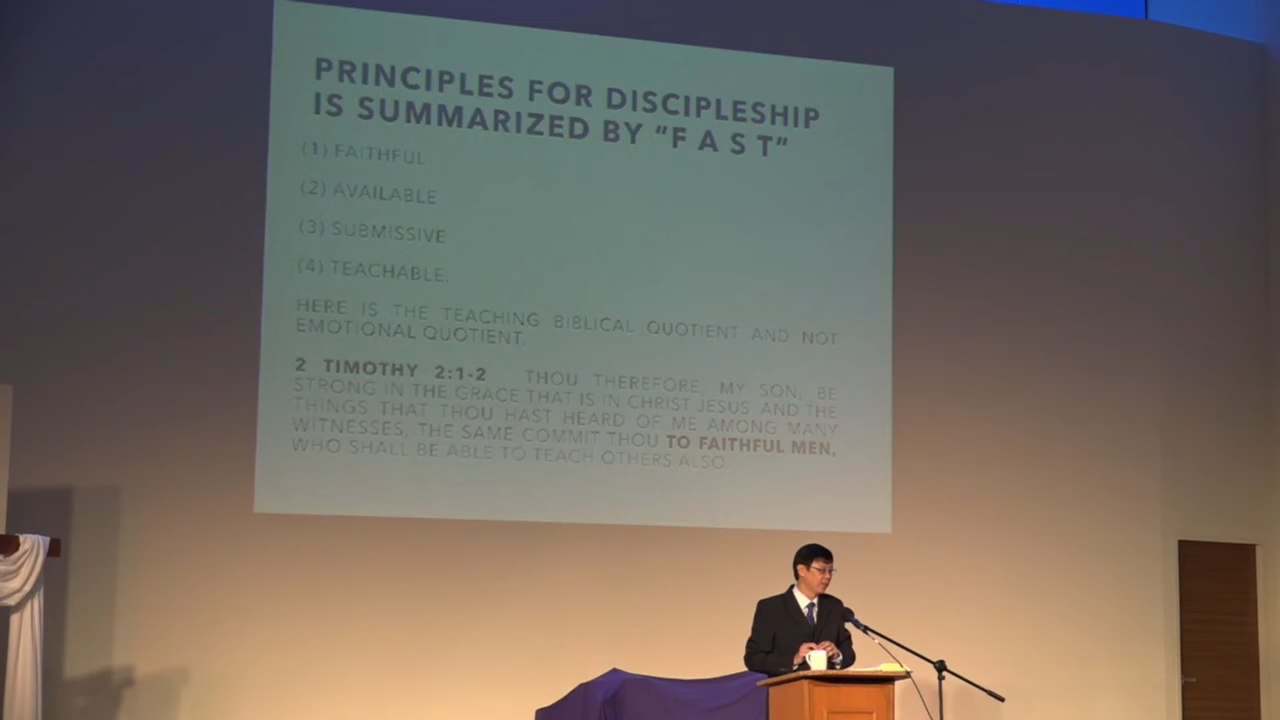 PRINCIPLES FOR DISCIPLESHIP
IS SUMMARIZED BY "F A S T"
(1) FAITHFUL
(2) AVAILABLE
(3) SUBMISSIVE
(4) TEACHABLE.
HERE IS THE TEACHING BIBLICAL QUOTIENT AND NOT
EMOTIONAL QUOTIENT.
2 TIMOTHY 2:1-2 THOU THEREFORE, MY SON, BE
STRONG IN THE GRACE THAT IS IN CHRIST JESUS. AND THE
THINGS THAT THOU HAST HEARD OF ME AMONG MANY
WITNESSES, THE SAME COMMIT THOU TO FAITHFUL MEN,
WHO SHALL BE ABLE TO TEACH OTHERS ALSO.